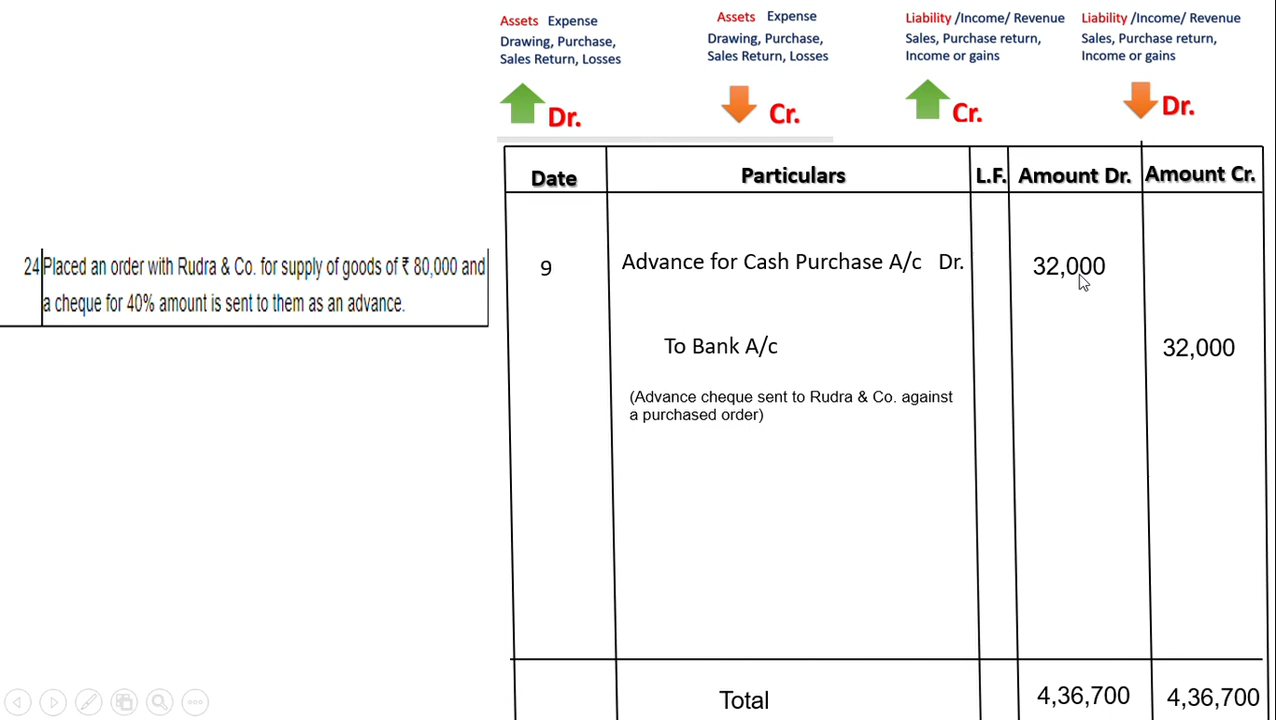 Assets Expense
Drawing, Purchase,
Sales Return, Losses
Dr.
Assets Expense
Drawing, Purchase,
Sales Return, Losses
Cr.
Liability /Income/ Revenue
Sales, Purchase return,
Income or gains
Cr.
Liability /Income/ Revenue
Sales, Purchase return,
Income or gains
Dr.
24 Placed an order with Rudra & Co. for supply of goods of ₹ 80,000 and
a cheque for 40% amount is sent to them as an advance.
Date Particulars L.F. Amount Dr. Amount Cr.
9 Advance for Cash Purchase A/c Dr. 32,000
To Bank A/c 32,000
(Advance cheque sent to Rudra & Co. against
a purchased order)
Total 4,36,700 4,36,700